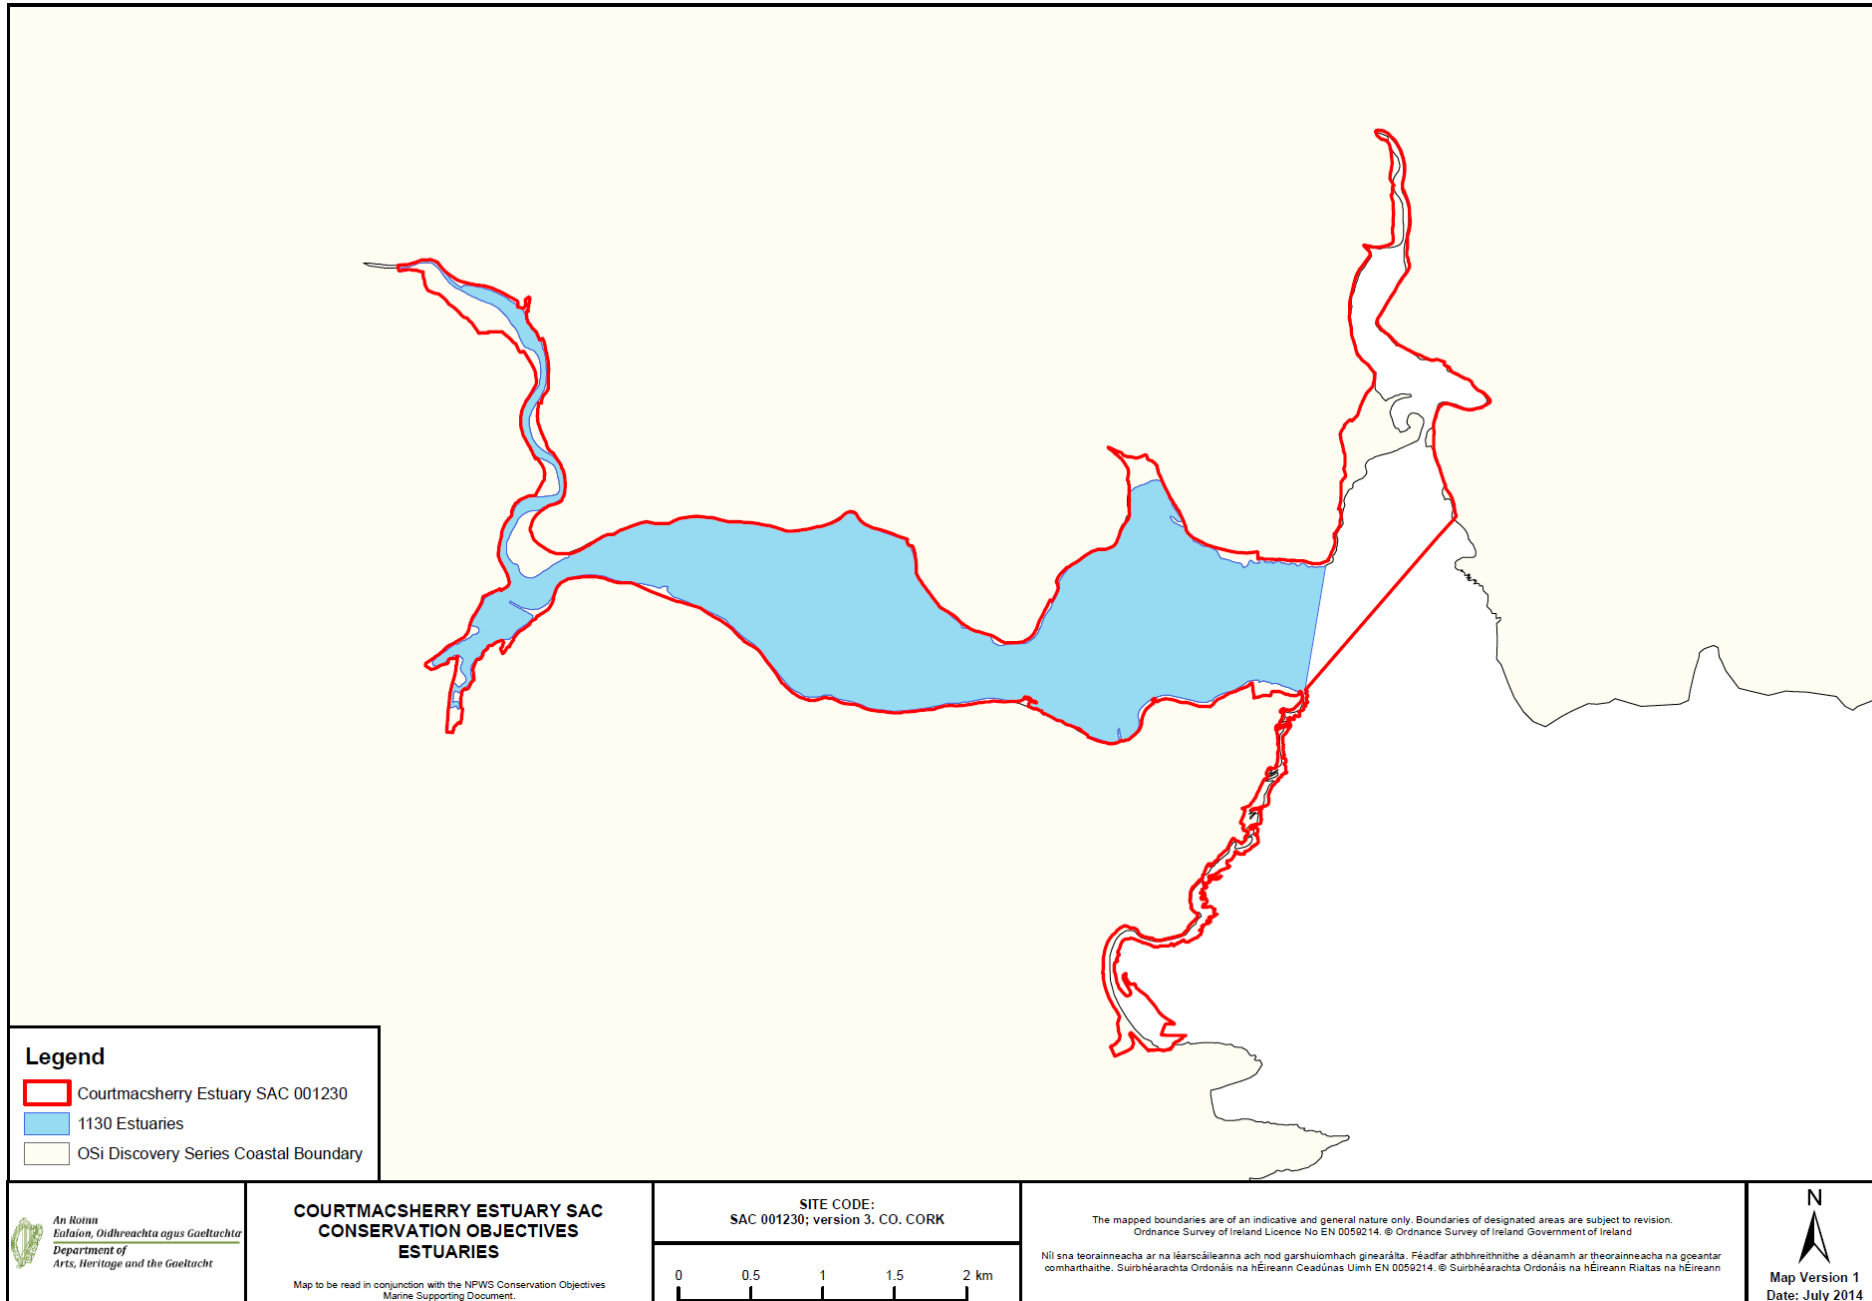 Legend
Courtmacsherry Estuary SAC 001230
1130 Estuaries
OSi Discovery Series Coastal Boundary
An Roinn
Ealaíon, Oidhreachta agus Gaeltachta
Department of
Arts, Heritage and the Gaeltacht
COURTMACSHERRY ESTUARY SAC
CONSERVATION OBJECTIVES
ESTUARIES
Map to be read in conjunction with the NPWS Conservation Objectives
Marine Supporting Document.
SITE CODE:
SAC 001230; version 3. CO. CORK
0 0.5 1 1.5 2 km
The mapped boundaries are of an indicative and general nature only. Boundaries of designated areas are subject to revision.
Ordnance Survey of Ireland Licence No EN 0059214. © Ordnance Survey of Ireland Government of Ireland
Níl sna teorainneacha ar na léarscáileanna ach nod garshuiomhach ginearálta. Féadfar athbhreithnithe a déanamh ar theorainneacha na gceantar
comharthaithe. Suirbhéarachta Ordonáis na hÉireann Ceadúnas Uimh EN 0059214. © Suirbhéarachta Ordonáis na hÉireann Rialtas na hÉireann
N
Map Version 1
Date: July 2014